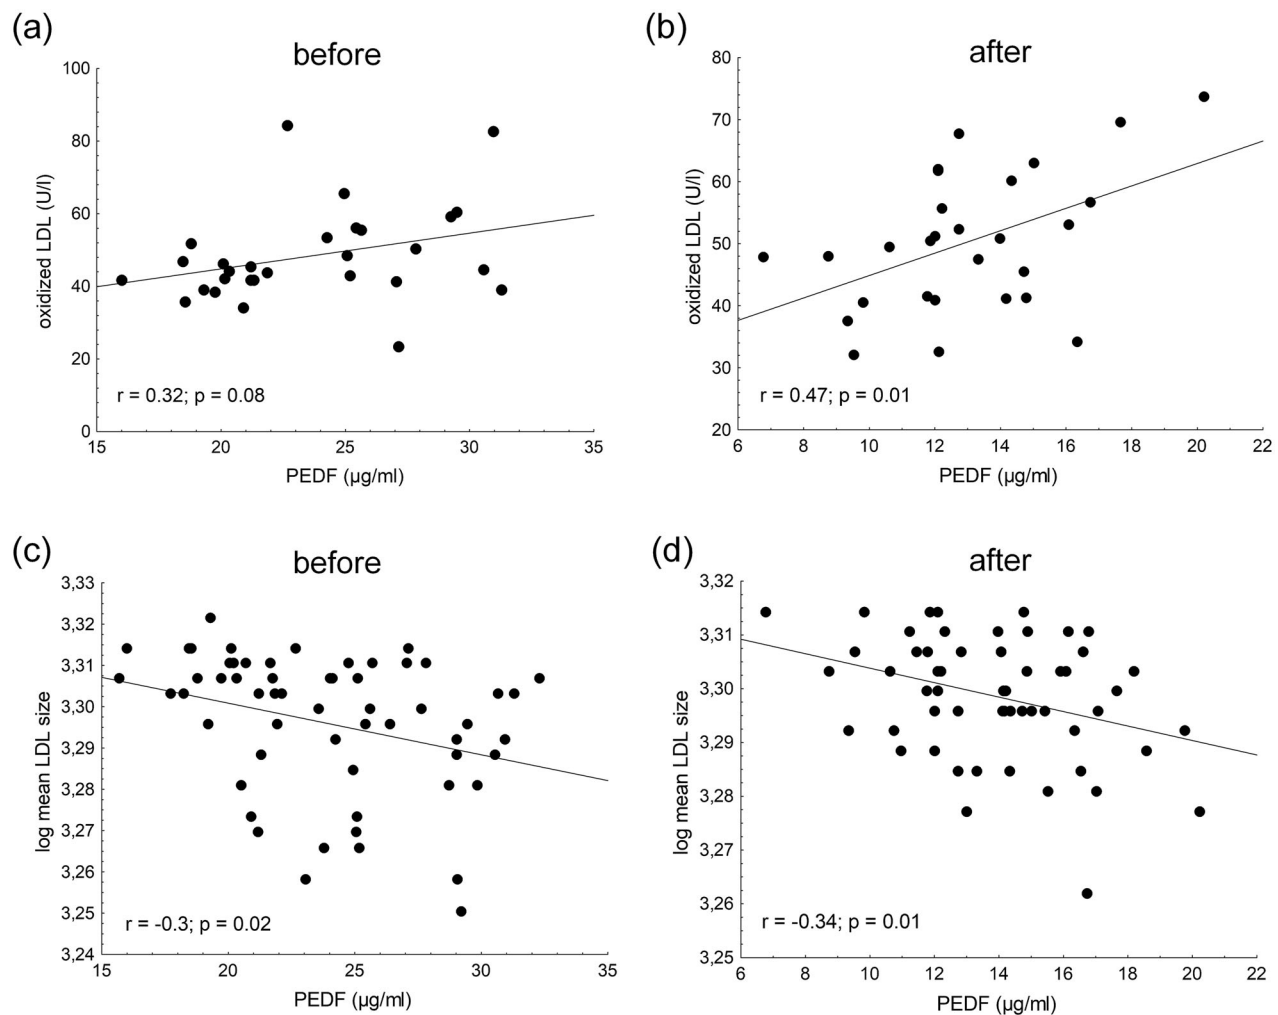 (a)
before
100
80
60
40
20
0
oxidized LDL (U/l)
r = 0.32; p = 0.08
15 20 25 30 35
PEDF (µg/ml)
(b)
after
80
70
60
50
40
30
20
oxidized LDL (U/l)
r = 0.47; p = 0.01
6 8 10 12 14 16 18 20 22
PEDF (µg/ml)
(c)
before
3,33
3,32
3,31
3,30
3,29
3,28
3,27
3,26
3,25
3,24
log mean LDL size
r = -0.3; p = 0.02
15 20 25 30 35
PEDF (µg/ml)
(d)
after
3,32
3,31
3,30
3,29
3,28
3,27
3,26
3,25
log mean LDL size
r = -0.34; p = 0.01
6 8 10 12 14 16 18 20 22
PEDF (µg/ml)